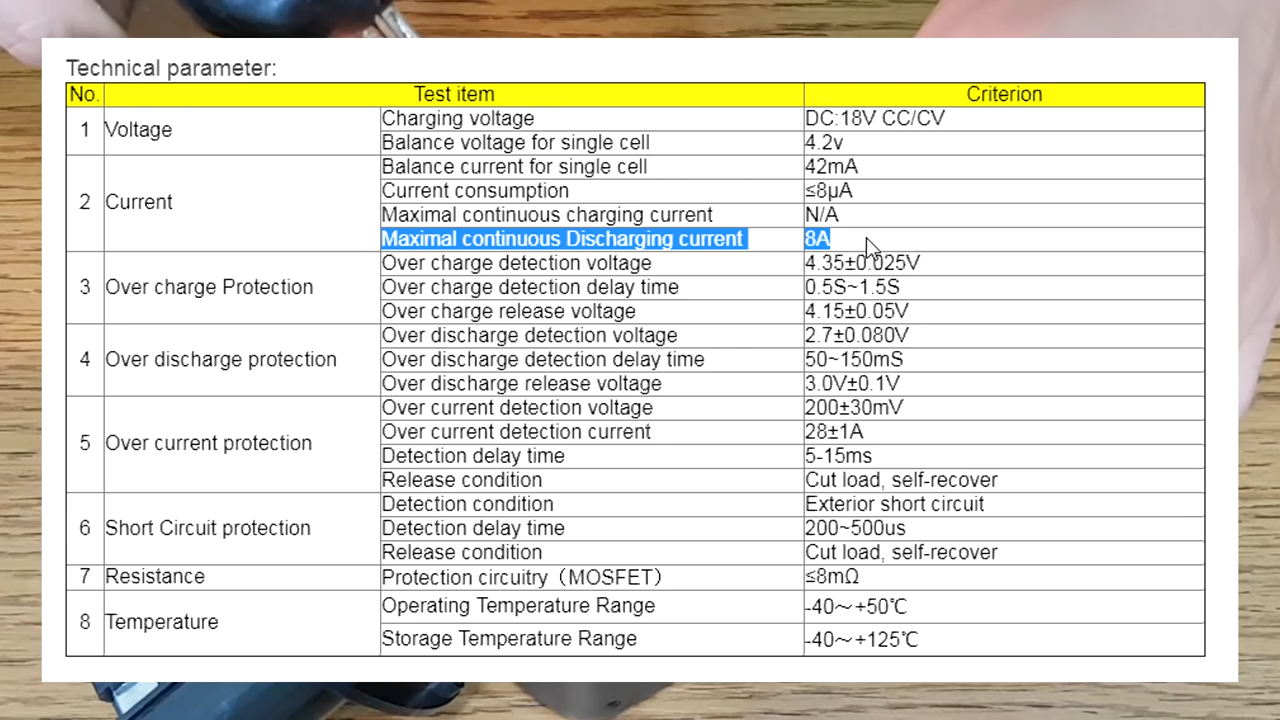 Technical parameter:
No. Test item Criterion
1 Voltage Charging voltage DC:18V CC/CV
Balance voltage for single cell 4.2v
2 Current Balance current for single cell 42mA
Current consumption ≤8µA
Maximal continuous charging current N/A
Maximal continuous Discharging current 8A
3 Over charge Protection Over charge detection voltage 4.35±0.025V
Over charge detection delay time 0.5S~1.5S
Over charge release voltage 4.15±0.05V
4 Over discharge protection Over discharge detection voltage 2.7±0.080V
Over discharge detection delay time 50~150mS
Over discharge release voltage 3.0V±0.1V
5 Over current protection Over current detection voltage 200±30mV
Over current detection current 28±1A
Detection delay time 5-15ms
Release condition Cut load, self-recover
6 Short Circuit protection Detection condition Exterior short circuit
Detection delay time 200~500us
Release condition Cut load, self-recover
7 Resistance Protection circuitry（MOSFET） ≤8mΩ
8 Temperature Operating Temperature Range -40～+50℃
Storage Temperature Range -40～+125℃